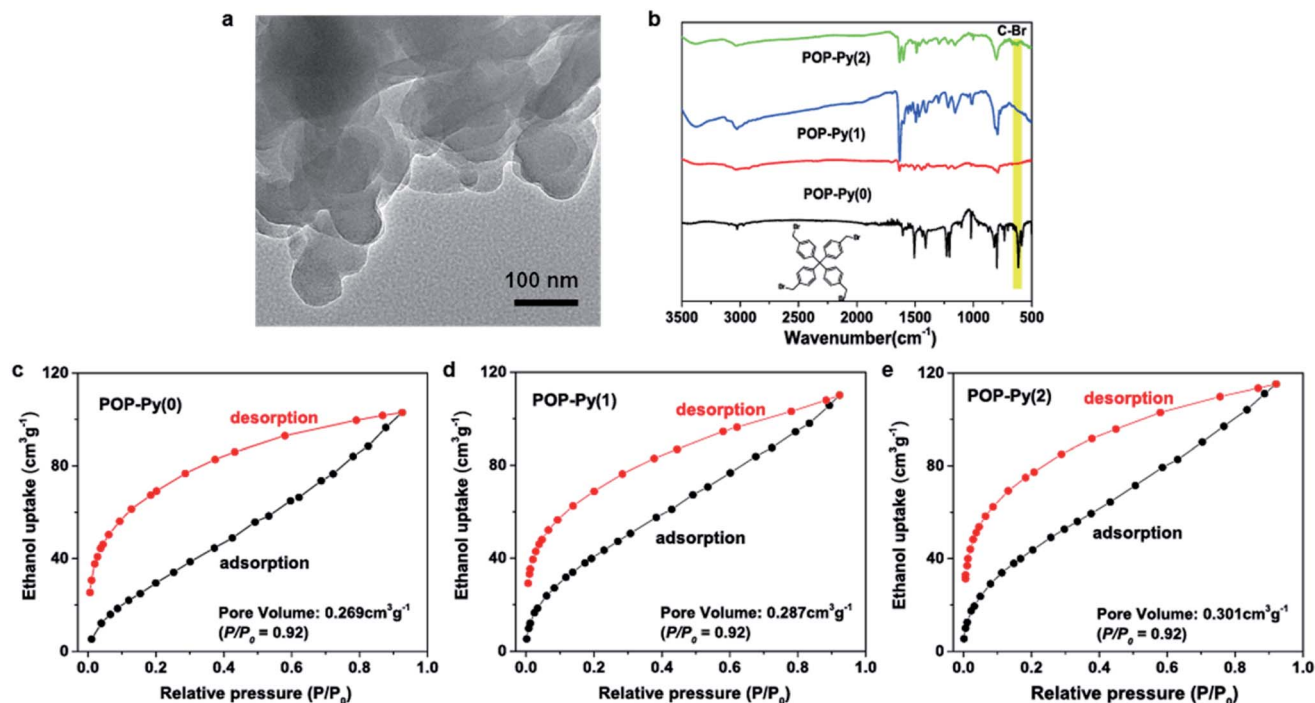 a
100 nm
b
C-Br
POP-Py(2)
POP-Py(1)
POP-Py(0)
Br
Br
Br
Br
3500 3000 2500 2000 1500 1000 500
Wavenumber(cm⁻¹)
c
120
80
40
0
Ethanol uptake (cm³g⁻¹)
POP-Py(0)
desorption
adsorption
Pore Volume: 0.269cm³g⁻¹
(P/P₀ = 0.92)
0.0 0.2 0.4 0.6 0.8 1.0
Relative pressure (P/P₀)
d
120
80
40
0
Ethanol uptake (cm³g⁻¹)
POP-Py(1)
desorption
adsorption
Pore Volume: 0.287cm³g⁻¹
(P/P₀ = 0.92)
0.0 0.2 0.4 0.6 0.8 1.0
Relative pressure (P/P₀)
e
120
80
40
0
Ethanol uptake (cm³g⁻¹)
POP-Py(2)
desorption
adsorption
Pore Volume: 0.301cm³g⁻¹
(P/P₀ = 0.92)
0.0 0.2 0.4 0.6 0.8 1.0
Relative pressure (P/P₀)